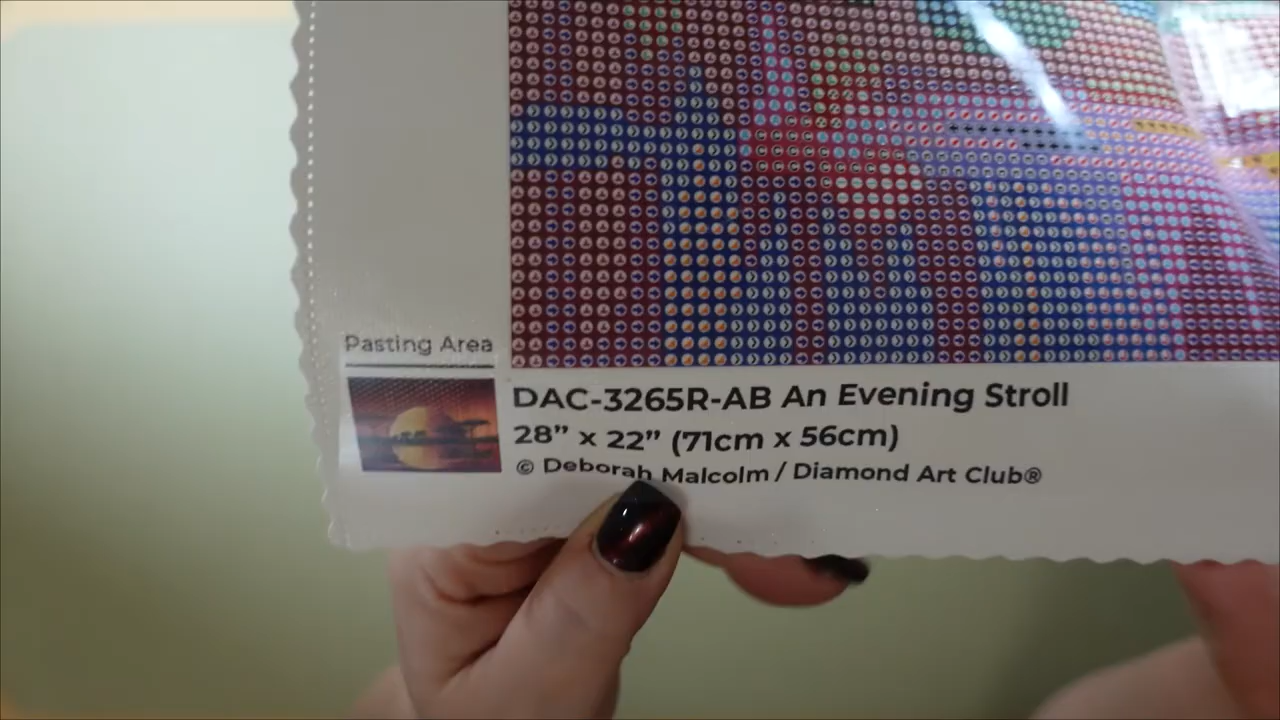 Pasting Area
DAC-3265R-AB An Evening Stroll
28” x 22” (71cm x 56cm)
© Deborah Malcolm / Diamond Art Club®